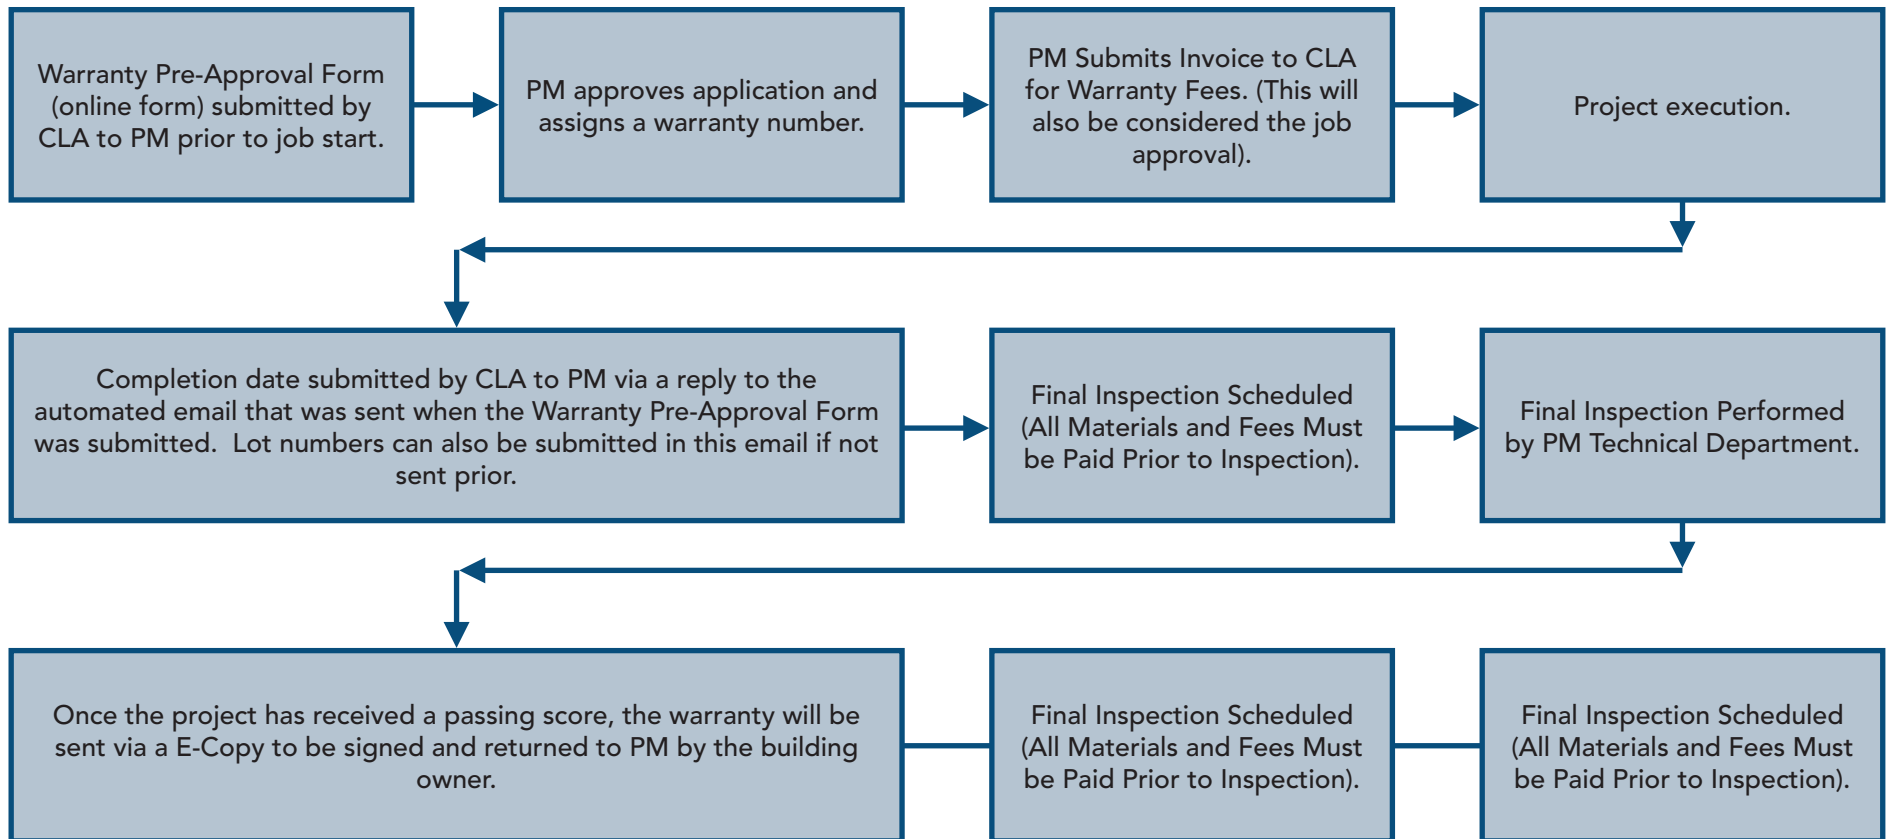 Warranty Pre-Approval Form
(online form) submitted by
CLA to PM prior to job start.
PM approves application and
assigns a warranty number.
PM Submits Invoice to CLA
for Warranty Fees. (This will
also be considered the job
approval).
Project execution.
Completion date submitted by CLA to PM via a reply to the
automated email that was sent when the Warranty Pre-Approval Form
was submitted.  Lot numbers can also be submitted in this email if not
sent prior.
Final Inspection Scheduled
(All Materials and Fees Must
be Paid Prior to Inspection).
Final Inspection Performed
by PM Technical Department.
Once the project has received a passing score, the warranty will be
sent via a E-Copy to be signed and returned to PM by the building
owner.
Final Inspection Scheduled
(All Materials and Fees Must
be Paid Prior to Inspection).
Final Inspection Scheduled
(All Materials and Fees Must
be Paid Prior to Inspection).